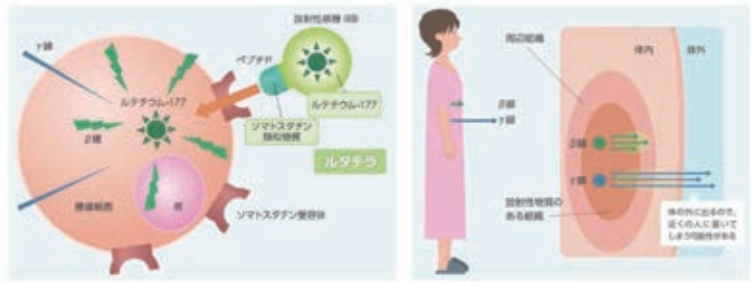 γ線
放射性核種
ペプチド
ルテチウム-177
ルテチウム-177
ソマトスタチン
類似物質
β線
ルタテラ
腫瘍細胞
核
ソマトスタチン受容体
周辺組織
体内
体外
β線
γ線
β線
γ線
放射性物質の
ある組織
体の外に出るので、
近くの人に届いて
しまう可能性がある